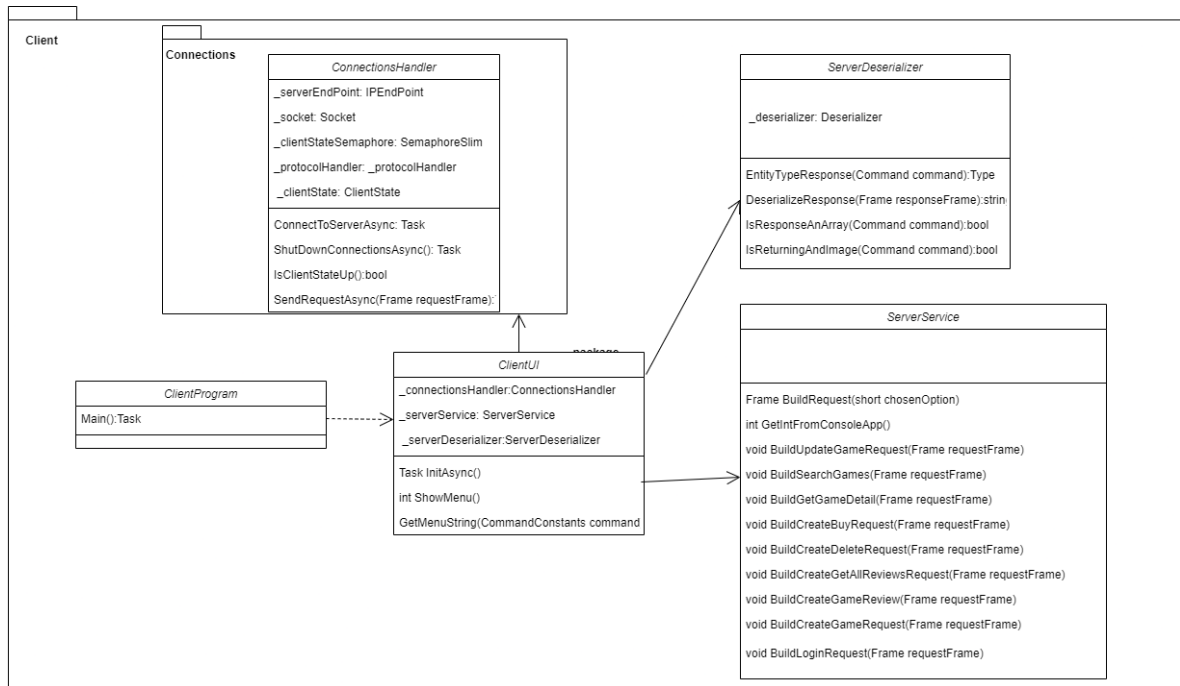 Client
Connections
ConnectionsHandler
_serverEndPoint: IPEndPoint
_socket: Socket
_clientStateSemaphore: SemaphoreSlim
_protocolHandler: _protocolHandler
_clientState: ClientState
ConnectToServerAsync: Task
ShutDownConnectionsAsync(): Task
IsClientStateUp():bool
SendRequestAsync(Frame requestFrame):
ServerDeserializer
_deserializer: Deserializer
EntityTypeResponse(Command command):Type
DeserializeResponse(Frame responseFrame):string
IsResponseAnArray(Command command):bool
IsReturningAndImage(Command command):bool
package
ClientUI
_connectionsHandler:ConnectionsHandler
_serverService: ServerService
_serverDeserializer:ServerDeserializer
Task InitAsync()
int ShowMenu()
GetMenuString(CommandConstants command
ClientProgram
Main():Task
ServerService
Frame BuildRequest(short chosenOption)
int GetIntFromConsoleApp()
void BuildUpdateGameRequest(Frame requestFrame)
void BuildSearchGames(Frame requestFrame)
void BuildGetGameDetail(Frame requestFrame)
void BuildCreateBuyRequest(Frame requestFrame)
void BuildCreateDeleteRequest(Frame requestFrame)
void BuildCreateGetAllReviewsRequest(Frame requestFrame)
void BuildCreateGameReview(Frame requestFrame)
void BuildCreateGameRequest(Frame requestFrame)
void BuildLoginRequest(Frame requestFrame)